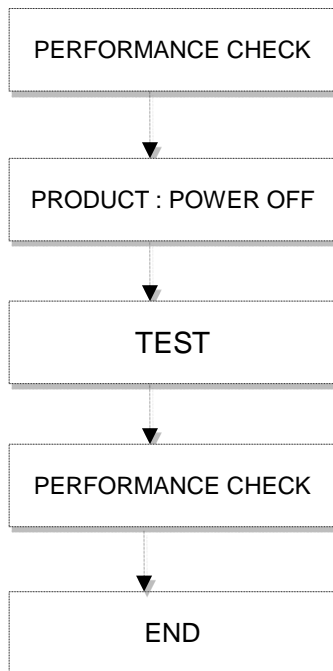 PERFORMANCE CHECK
PRODUCT : POWER OFF
TEST
PERFORMANCE CHECK
END